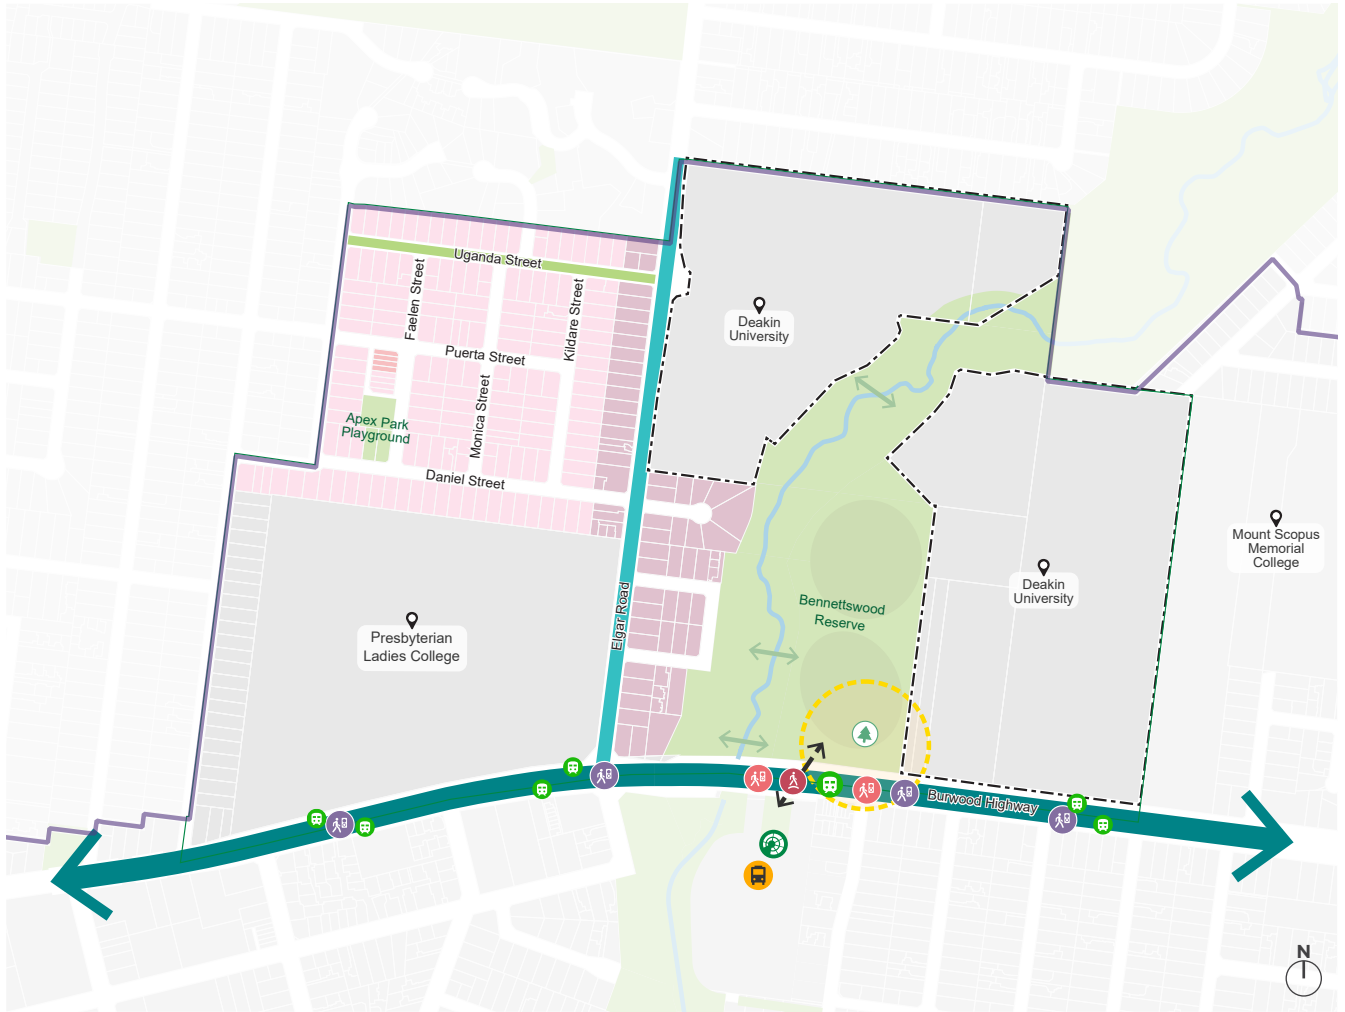 Uganda Street
Faelen Street
Kildare Street
Deakin
University
Puerta Street
Monica Street
Apex Park
Playground
Daniel Street
Mount Scopus
Memorial
College
Deakin
University
Bennettswood
Reserve
Elgar Road
Presbyterian
Ladies College
Burwood Highway
N